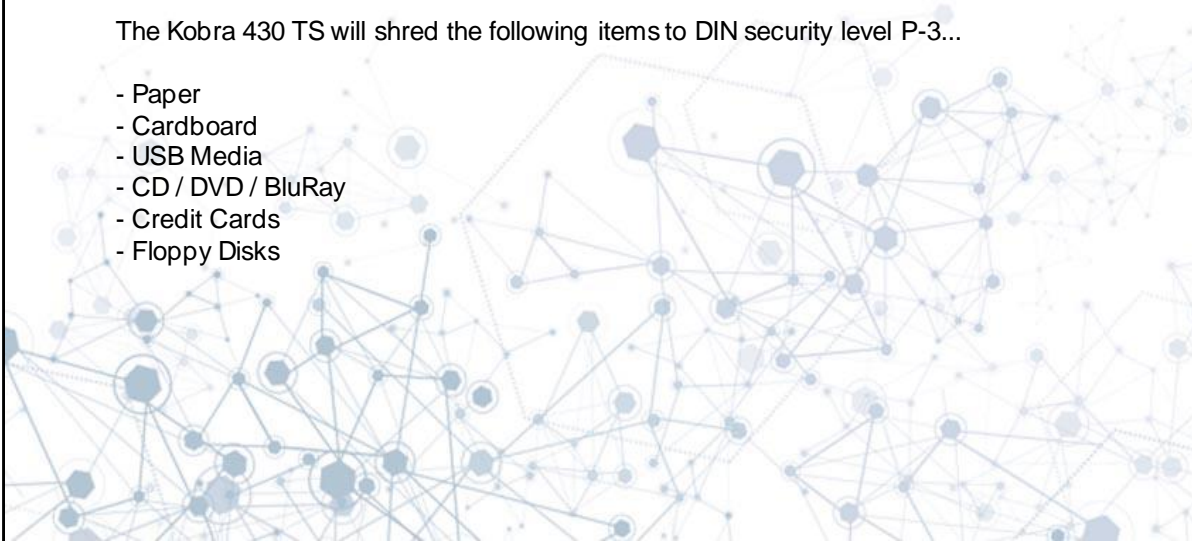 The Kobra 430 TS will shred the following items to DIN security level P-3...
- Paper
- Cardboard
- USB Media
- CD / DVD / BluRay
- Credit Cards
- Floppy Disks